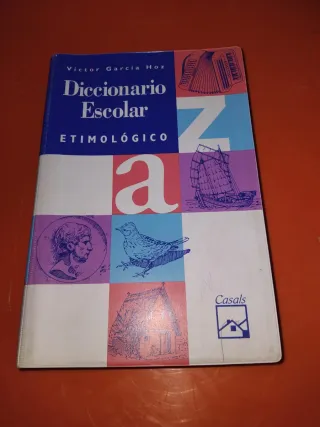 Víctor García Hoz
Diccionario
Escolar
ETIMOLÓGICO
z
a
Casals